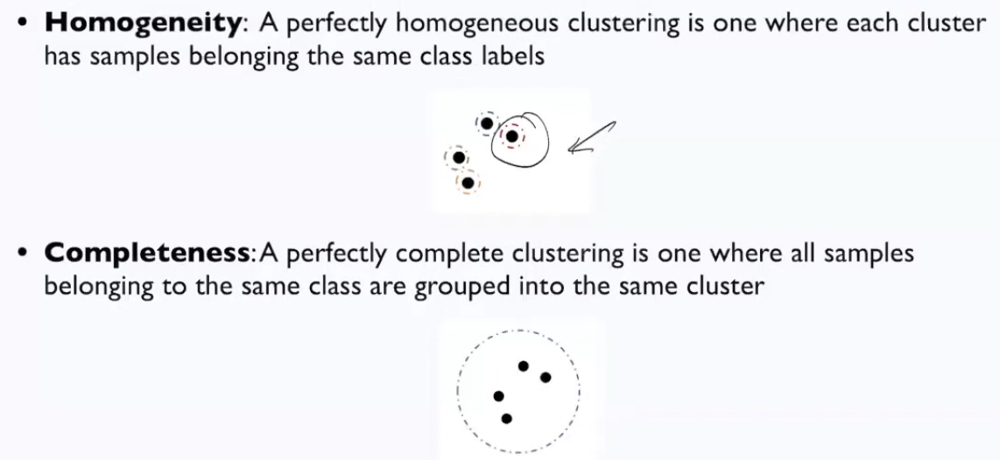 • Homogeneity: A perfectly homogeneous clustering is one where each cluster
has samples belonging the same class labels
• Completeness:A perfectly complete clustering is one where all samples
belonging to the same class are grouped into the same cluster